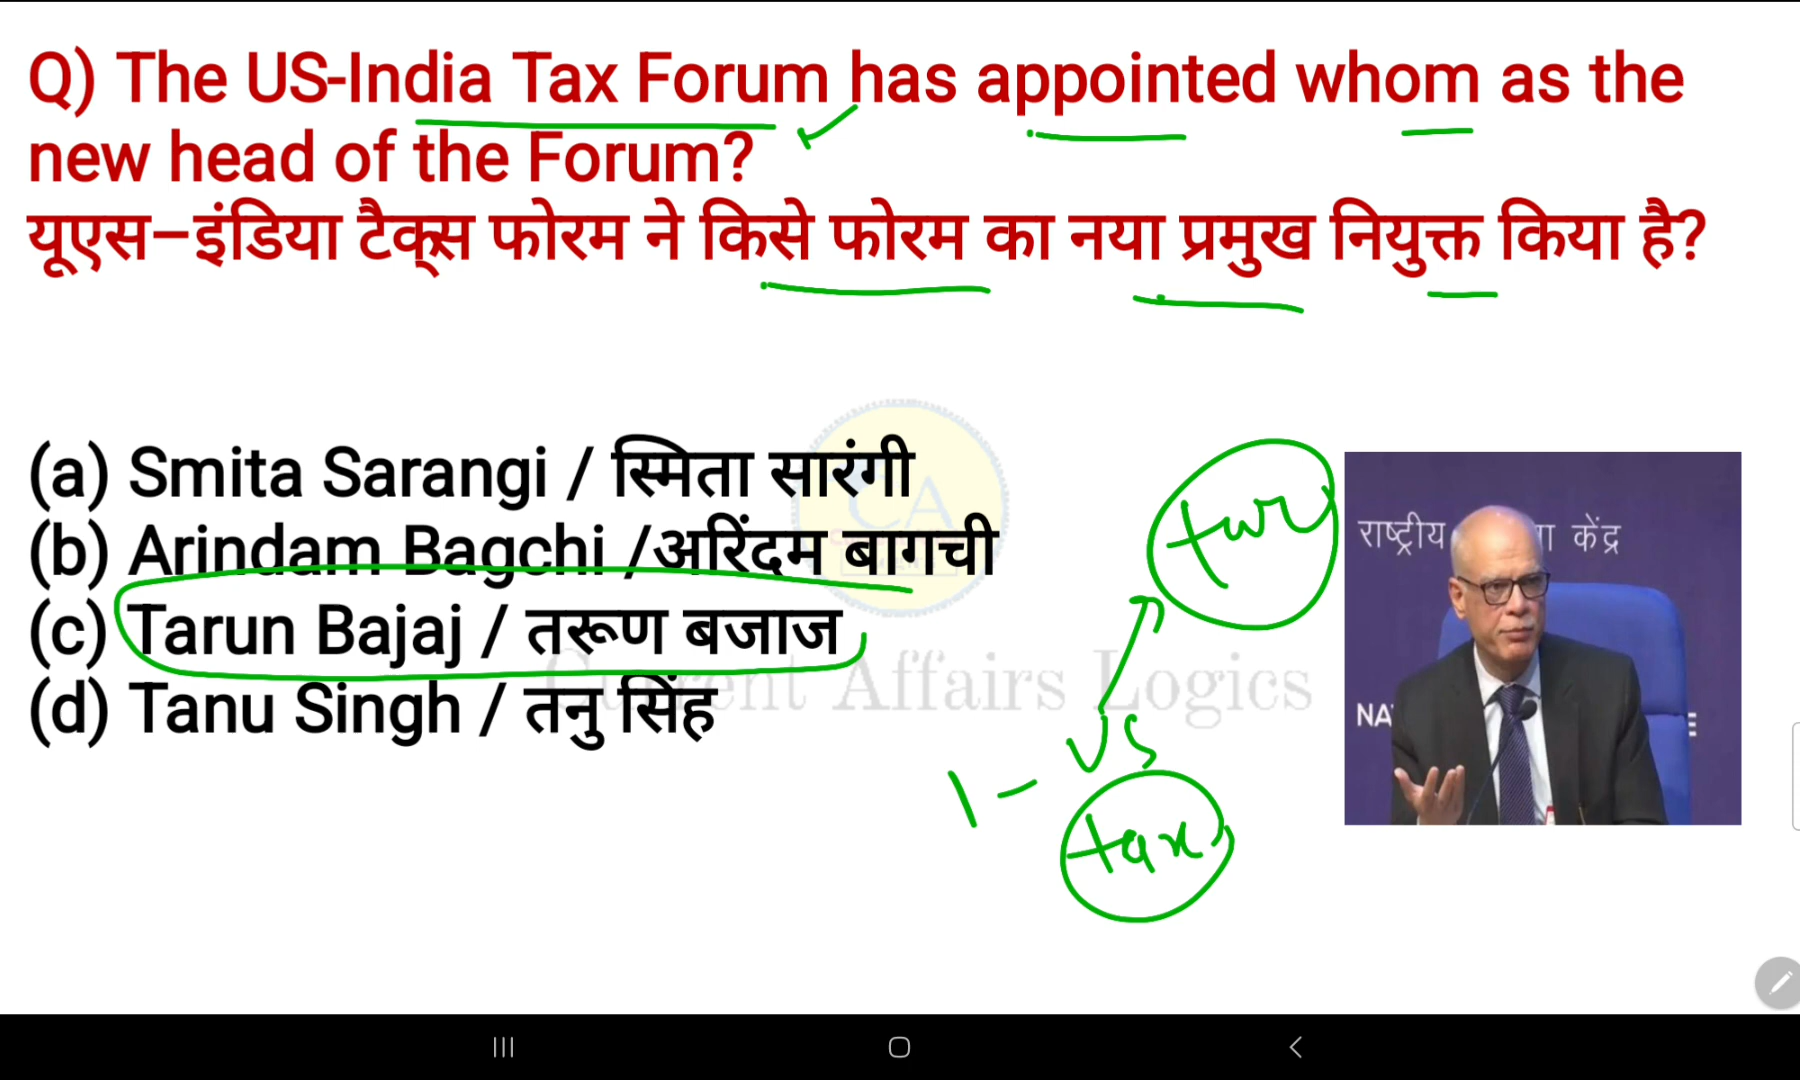 Q) The US-India Tax Forum has appointed whom as the
new head of the Forum?
यूएस–इंडिया टैक्स फोरम ने किसे फोरम का नया प्रमुख नियुक्त किया है?
(a) Smita Sarangi / स्मिता सारंगी
(b) Arindam Bagchi /अरिंदम बागची
(c) Tarun Bajaj / तरूण बजाज
(d) Tanu Singh / तनु सिंह
CA
Current Affairs Logics
1 - US
tax
राष्ट्रीय केंद्र
NA